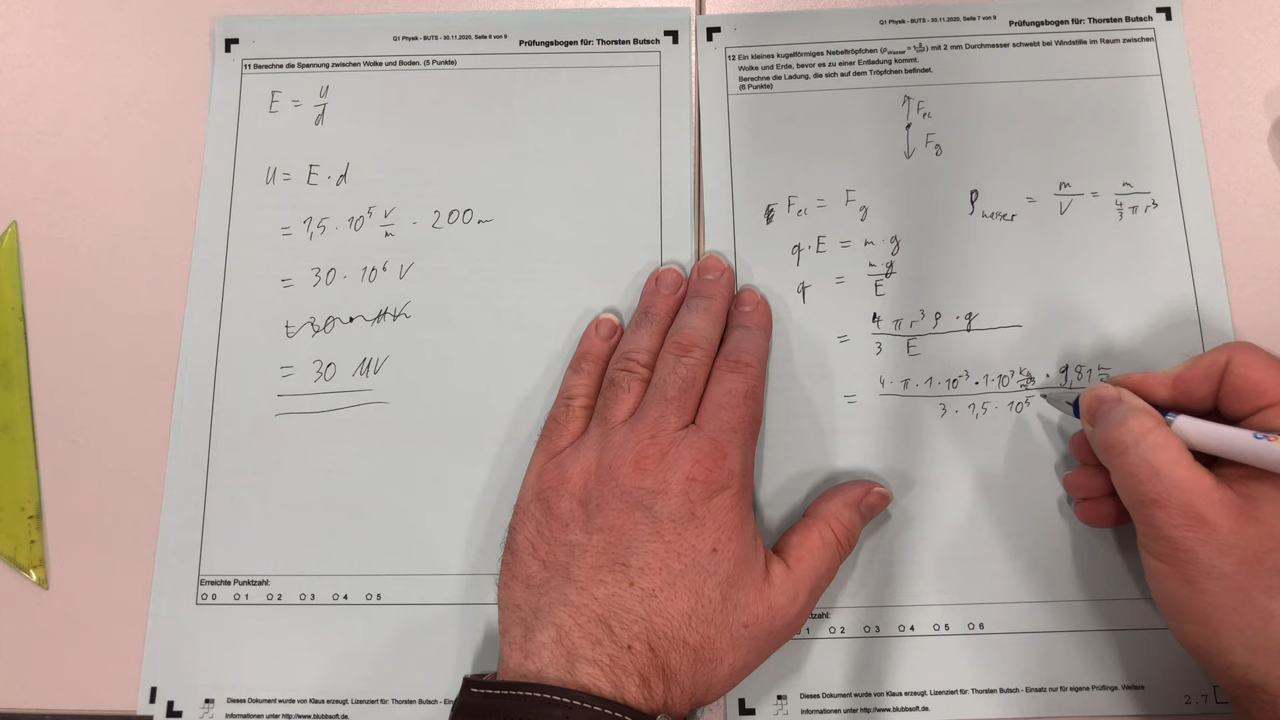 Q1 Physik - BUTS - 30.11.2020, Seite 6 von 9
Prüfungsbogen für: Thorsten Butsch
11 Berechne die Spannung zwischen Wolke und Boden. (5 Punkte)
E = U/d
U = E · d
= 1,5 · 10⁵ V/m · 200m
= 30 · 10⁶ V
= 30 MV
Erreichte Punktzahl:
0 1 2 3 4 5
Dieses Dokument wurde von Klaus erzeugt. Lizenziert für: Thorsten Butsch - Ein
Informationen unter http://www.blubbsoft.de.
Q1 Physik - BUTS - 30.11.2020, Seite 7 von 9
Prüfungsbogen für: Thorsten Butsch
12 Ein kleines kugelförmiges Nebeltröpfchen (ρWasser = 1 g/cm³) mit 2 mm Durchmesser schwebt bei Windstille im Raum zwischen
Wolke und Erde, bevor es zu einer Entladung kommt.
Berechne die Ladung, die sich auf dem Tröpfchen befindet.
(6 Punkte)
F_el
F_g
F_el = F_g
ρ_Wasser = m/V = m/(4/3 π r³)
q · E = m · g
q = m · g / E
= 4 π r³ ρ · g / 3 E
= 4 · π · 1 · 10⁻³ · 1 · 10³ kg/m³ · 9,81 m / 3 · 1,5 · 10⁵
tzahl:
1 2 3 4 5 6
Dieses Dokument wurde von Klaus erzeugt. Lizenziert für: Thorsten Butsch - Einsatz nur für eigene Prüflinge. Weitere
Informationen unter http://www.blubbsoft.de.
2.7